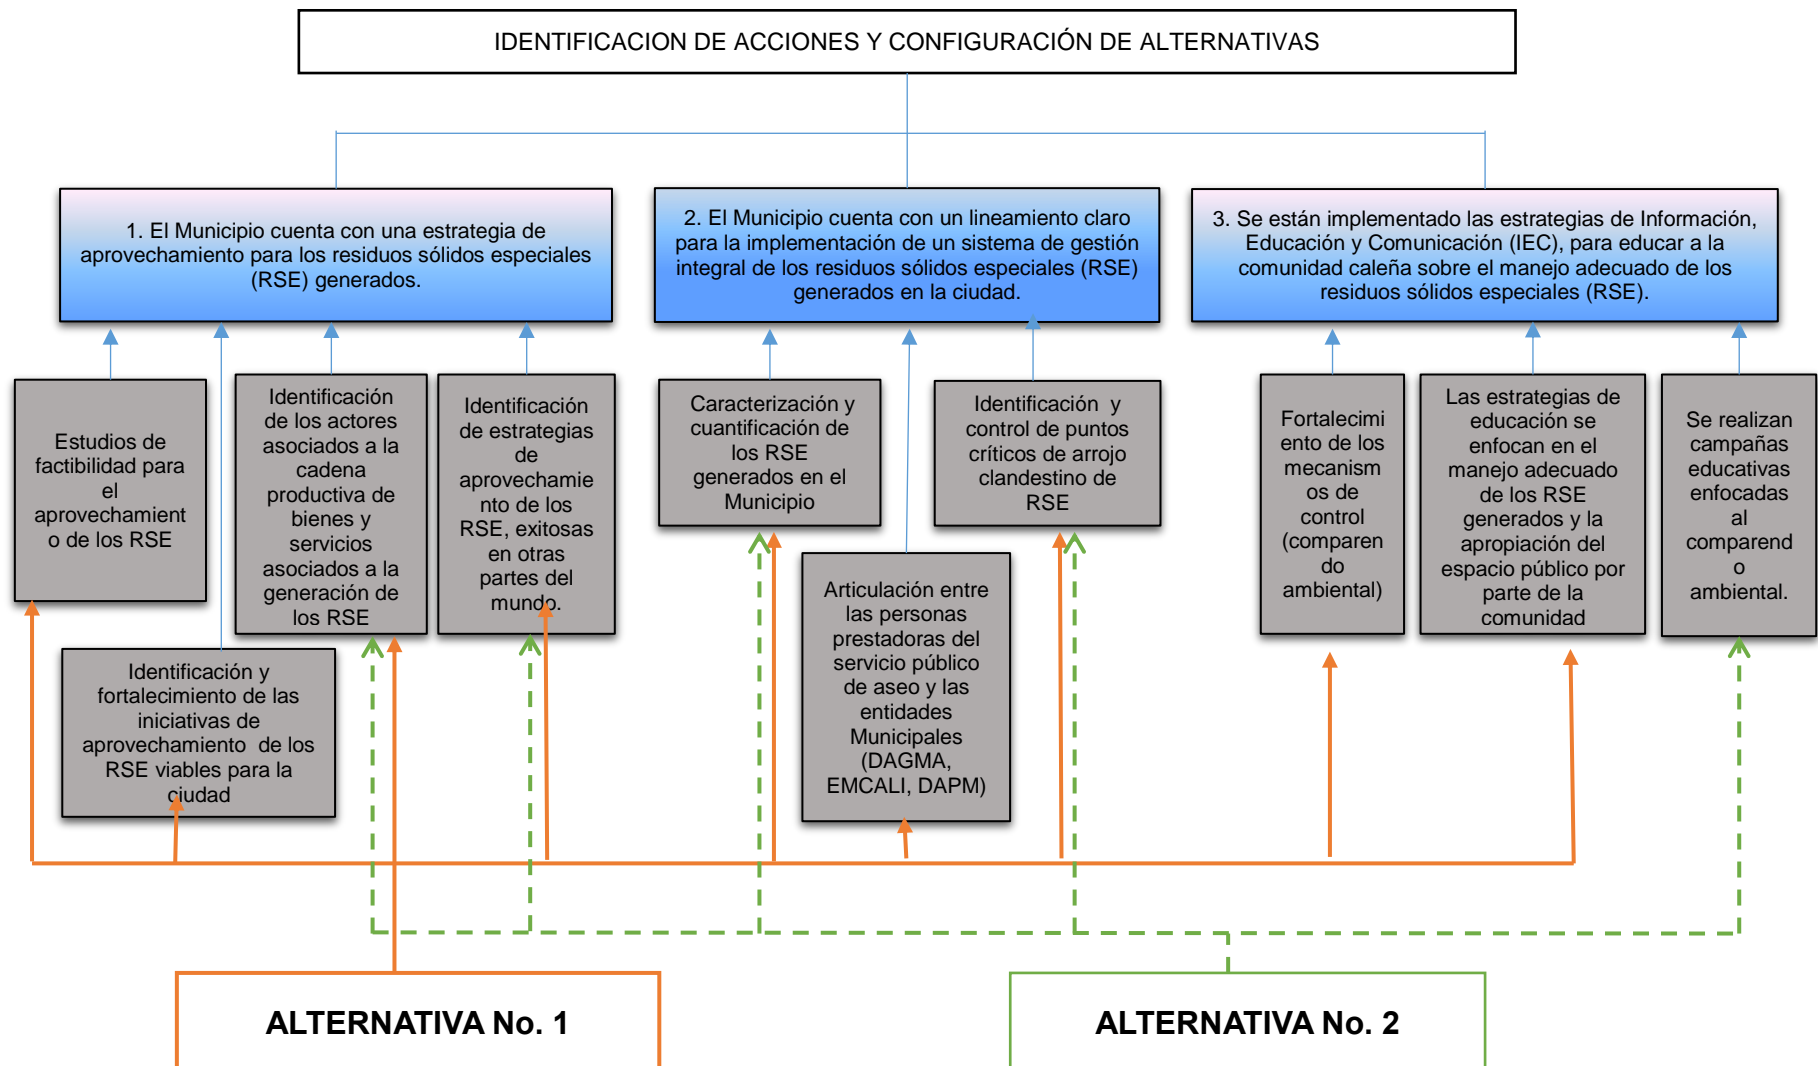 IDENTIFICACION DE ACCIONES Y CONFIGURACIÓN DE ALTERNATIVAS
1. El Municipio cuenta con una estrategia de
aprovechamiento para los residuos sólidos especiales
(RSE) generados.
2. El Municipio cuenta con un lineamiento claro
para la implementación de un sistema de gestión
integral de los residuos sólidos especiales (RSE)
generados en la ciudad.
3. Se están implementado las estrategias de Información,
Educación y Comunicación (IEC), para educar a la
comunidad caleña sobre el manejo adecuado de los
residuos sólidos especiales (RSE).
Estudios de
factibilidad para
el
aprovechamient
o de los RSE
Identificación
de los actores
asociados a la
cadena
productiva de
bienes y
servicios
asociados a la
generación de
los RSE
Identificación
de estrategias
de
aprovechamie
nto de los
RSE, exitosas
en otras
partes del
mundo.
Caracterización y
cuantificación de
los RSE
generados en el
Municipio
Identificación y
control de puntos
críticos de arrojo
clandestino de
RSE
Fortalecimi
ento de los
mecanism
os de
control
(comparen
do
ambiental)
Las estrategias de
educación se
enfocan en el
manejo adecuado
de los RSE
generados y la
apropiación del
espacio público por
parte de la
comunidad
Se realizan
campañas
educativas
enfocadas
al
comparend
o
ambiental.
Identificación y
fortalecimiento de las
iniciativas de
aprovechamiento de los
RSE viables para la
ciudad
Articulación entre
las personas
prestadoras del
servicio público
de aseo y las
entidades
Municipales
(DAGMA,
EMCALI, DAPM)
ALTERNATIVA No. 1
ALTERNATIVA No. 2